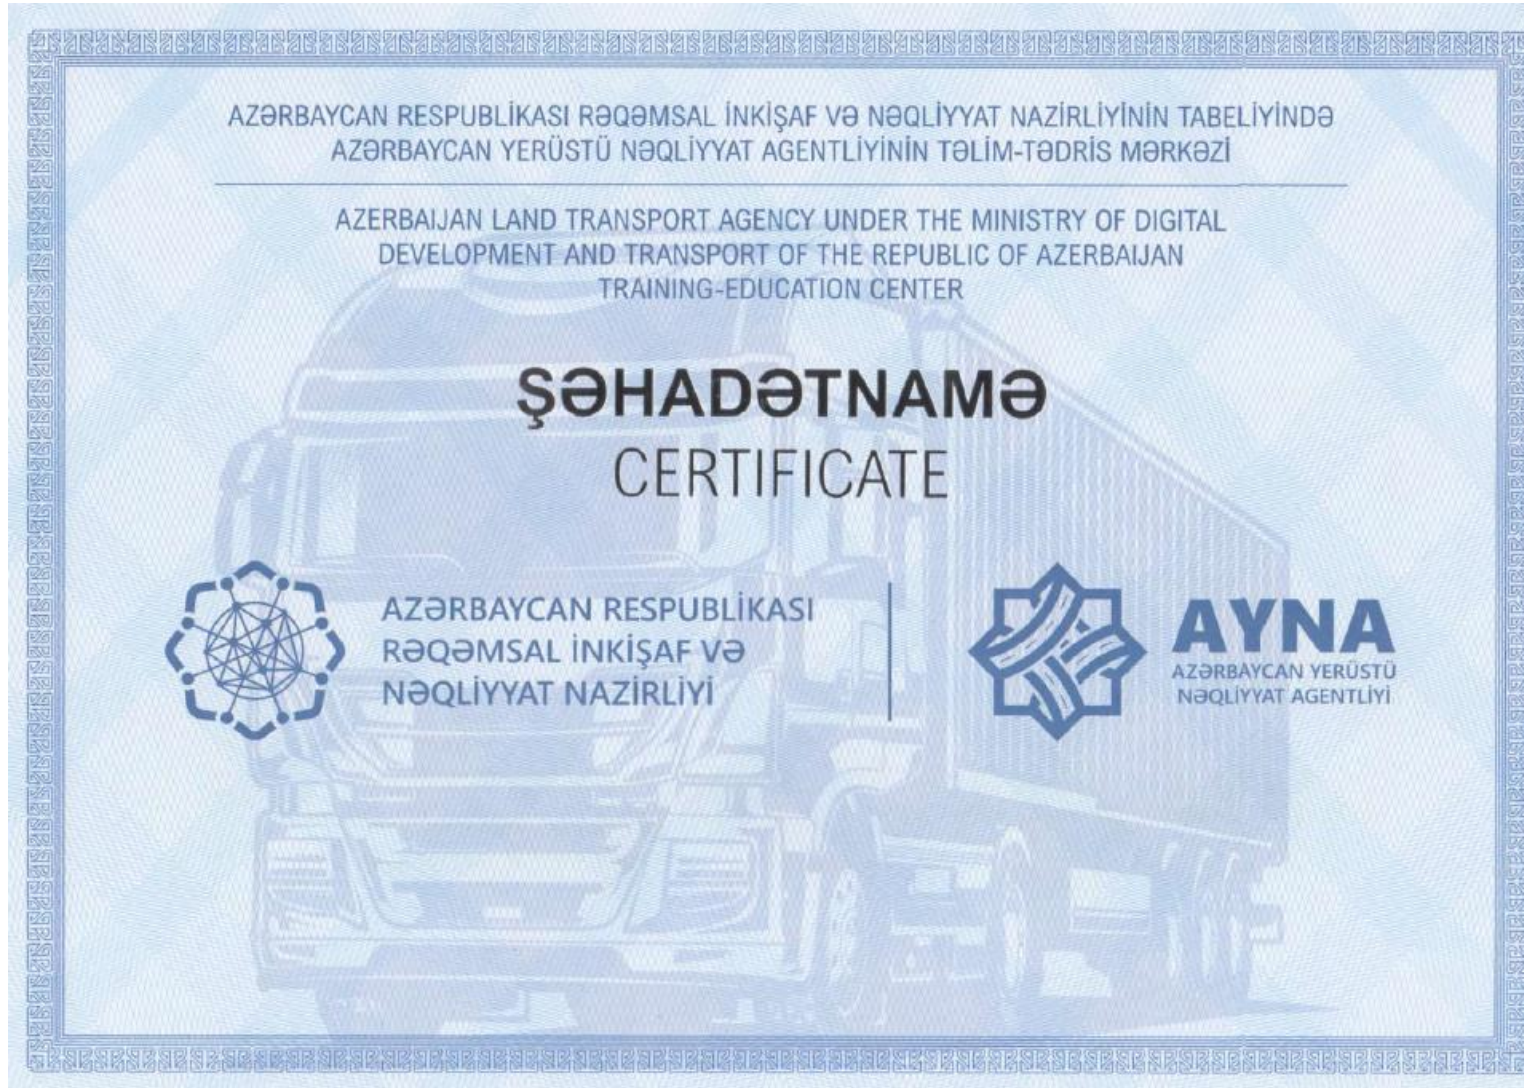 AZƏRBAYCAN RESPUBLİKASI RƏQƏMSAL İNKİŞAF VƏ NƏQLİYYAT NAZİRLİYİNİN TABELİYİNDƏ
AZƏRBAYCAN YERÜSTÜ NƏQLİYYAT AGENTLİYİNİN TƏLİM-TƏDRİS MƏRKƏZİ
AZERBAIJAN LAND TRANSPORT AGENCY UNDER THE MINISTRY OF DIGITAL
DEVELOPMENT AND TRANSPORT OF THE REPUBLIC OF AZERBAIJAN
TRAINING-EDUCATION CENTER
ŞƏHADƏTNAMƏ
CERTIFICATE
AZƏRBAYCAN RESPUBLİKASI
RƏQƏMSAL İNKİŞAF VƏ
NƏQLİYYAT NAZİRLİYİ
AYNA
AZƏRBAYCAN YERÜSTÜ
NƏQLİYYAT AGENTLİYİ